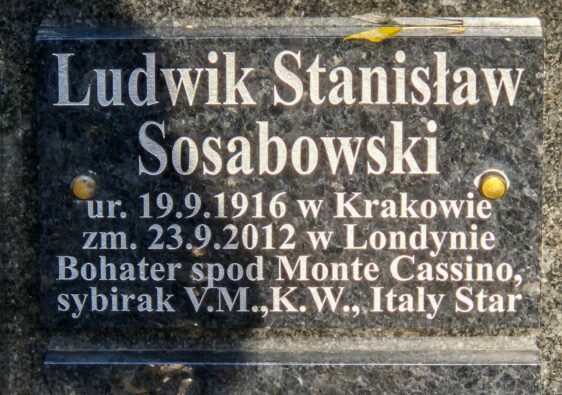 Ludwik Stanisław
Sosabowski
ur. 19.9.1916 w Krakowie
zm. 23.9.2012 w Londynie
Bohater spod Monte Cassino,
sybirak V.M.,K.W., Italy Star